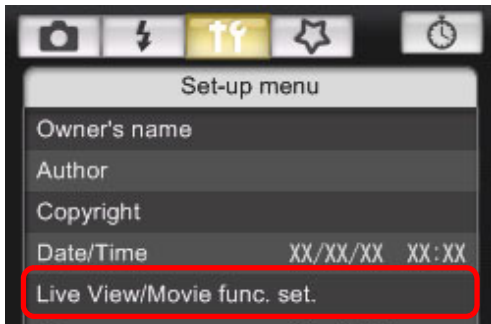 Set-up menu
Owner's name
Author
Copyright
Date/Time XX/XX/XX XX:XX
Live View/Movie func. set.